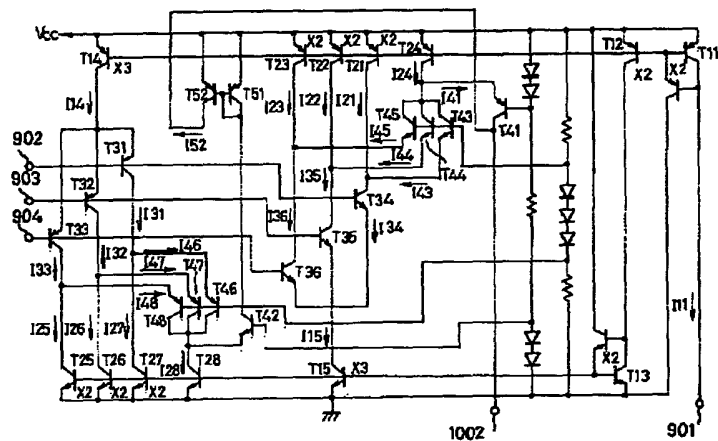 Vcc T14 X3 T52 T51 T23 X2 T22 X2 T21 X2 T24 T12 X2 X2 T11
I14 I52 I23 I22 I21 I24 I41 T45 T43 T41
902 T31 I45 I44 T44
903 T32 I35 I43
904 T33 I31 I36 T35 T34
I33 I32 I46 T36 I34
I47 T47 T46
I48 T48 T42 I11
I25 I26 I27 I15
T25 X2 T26 X2 T27 X2 I28 T28 T15 X3 X2 T13
1002 901